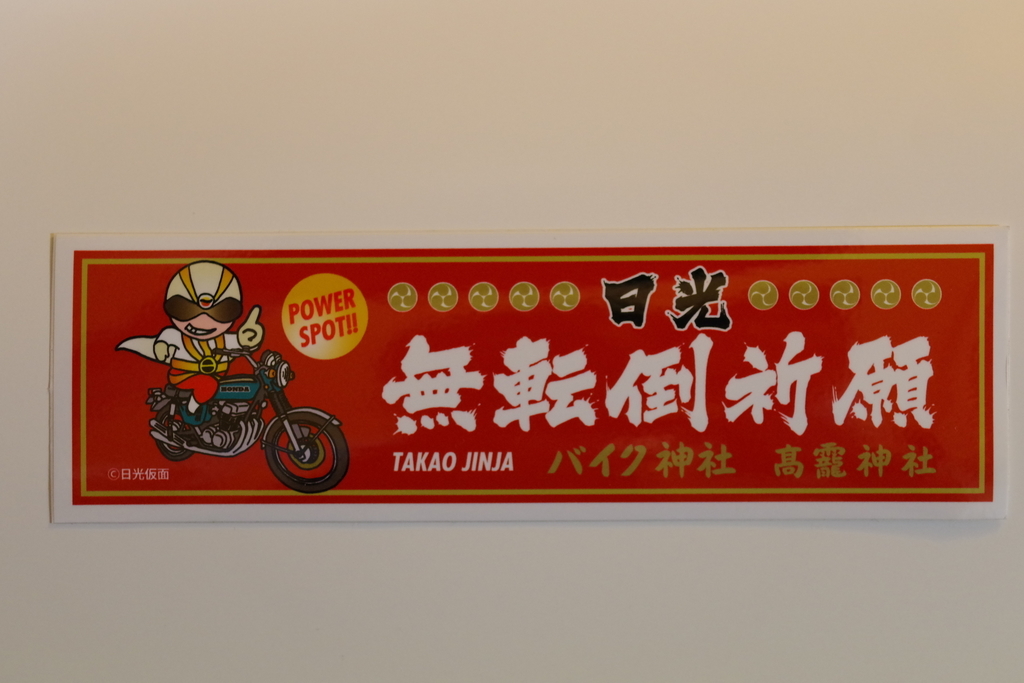 POWER
SPOT!!
日光
無転倒祈願
TAKAO JINJA バイク神社 高龗神社
HONDA
©日光仮面